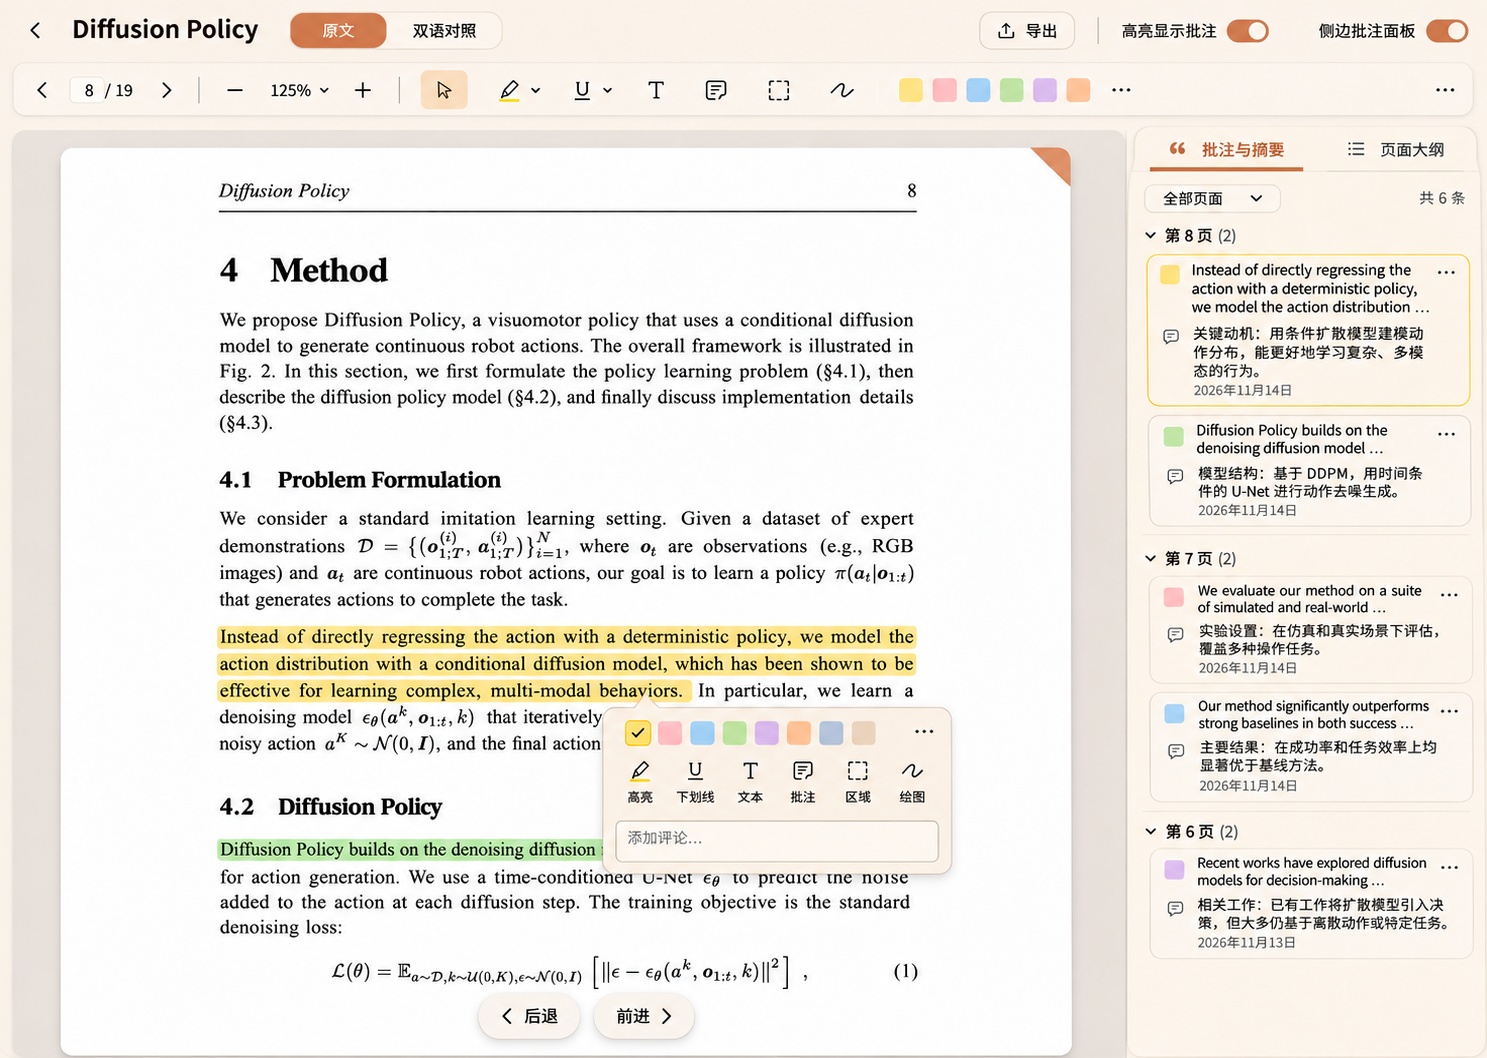 Diffusion Policy
原文
双语对照
导出
高亮显示批注
侧边批注面板
8 / 19
125%
T
Diffusion Policy 8
4 Method
We propose Diffusion Policy, a visuomotor policy that uses a conditional diffusion
model to generate continuous robot actions. The overall framework is illustrated in
Fig. 2. In this section, we first formulate the policy learning problem (§4.1), then
describe the diffusion policy model (§4.2), and finally discuss implementation details
(§4.3).
4.1 Problem Formulation
We consider a standard imitation learning setting. Given a dataset of expert
demonstrations 𝒟 = {(o_{1;T}^{(i)}, a_{1;T}^{(i)})}_{i=1}^N, where o_t are observations (e.g., RGB
images) and a_t are continuous robot actions, our goal is to learn a policy π(a_t|o_{1:t})
that generates actions to complete the task.
Instead of directly regressing the action with a deterministic policy, we model the
action distribution with a conditional diffusion model, which has been shown to be
effective for learning complex, multi-modal behaviors. In particular, we learn a
denoising model ϵ_θ(a^k, o_{1:t}, k) that iteratively
noisy action a^K ∼ 𝒩(0, I), and the final action
高亮
下划线
文本
批注
区域
绘图
添加评论...
4.2 Diffusion Policy
Diffusion Policy builds on the denoising diffusion
for action generation. We use a time-conditioned U-Net ϵ_θ to predict the noise
added to the action at each diffusion step. The training objective is the standard
denoising loss:
ℒ(θ) = 𝔼_{a∼𝒟,k∼𝒰(0,K),ϵ∼𝒩(0,I)} [||ϵ − ϵ_θ(a^k, o_{1:t}, k)||^2] , (1)
后退
前进
批注与摘要
页面大纲
全部页面
共 6 条
第 8 页 (2)
Instead of directly regressing the
action with a deterministic policy,
we model the action distribution ...
关键动机：用条件扩散模型建模动
作分布，能更好地学习复杂、多模
态的行为。
2026年11月14日
Diffusion Policy builds on the
denoising diffusion model ...
模型结构：基于 DDPM，用时间条
件的 U-Net 进行动作去噪生成。
2026年11月14日
第 7 页 (2)
We evaluate our method on a suite
of simulated and real-world ...
实验设置：在仿真和真实场景下评估，
覆盖多种操作任务。
2026年11月14日
Our method significantly outperforms
strong baselines in both success ...
主要结果：在成功率和任务效率上均
显著优于基线方法。
2026年11月14日
第 6 页 (2)
Recent works have explored diffusion
models for decision-making ...
相关工作：已有工作将扩散模型引入决
策，但大多仍基于离散动作或特定任务。
2026年11月13日